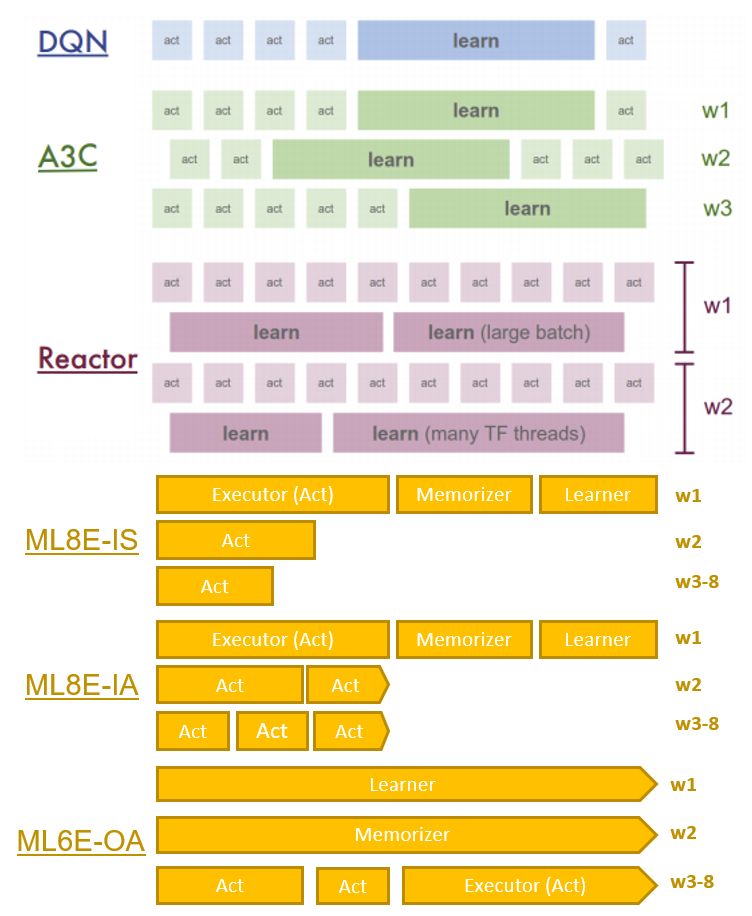 DQN act act act act learn act
act act act act learn act w1
A3C act act learn act act act w2
act act act act act learn w3
act act act act act act act act act act w1
learn learn (large batch)
Reactor
act act act act act act act act act act w2
learn learn (many TF threads)
Executor (Act) Memorizer Learner w1
ML8E-IS Act w2
Act w3-8
Executor (Act) Memorizer Learner w1
ML8E-IA Act Act w2
Act Act Act w3-8
Learner w1
ML6E-OA Memorizer w2
Act Act Executor (Act) w3-8